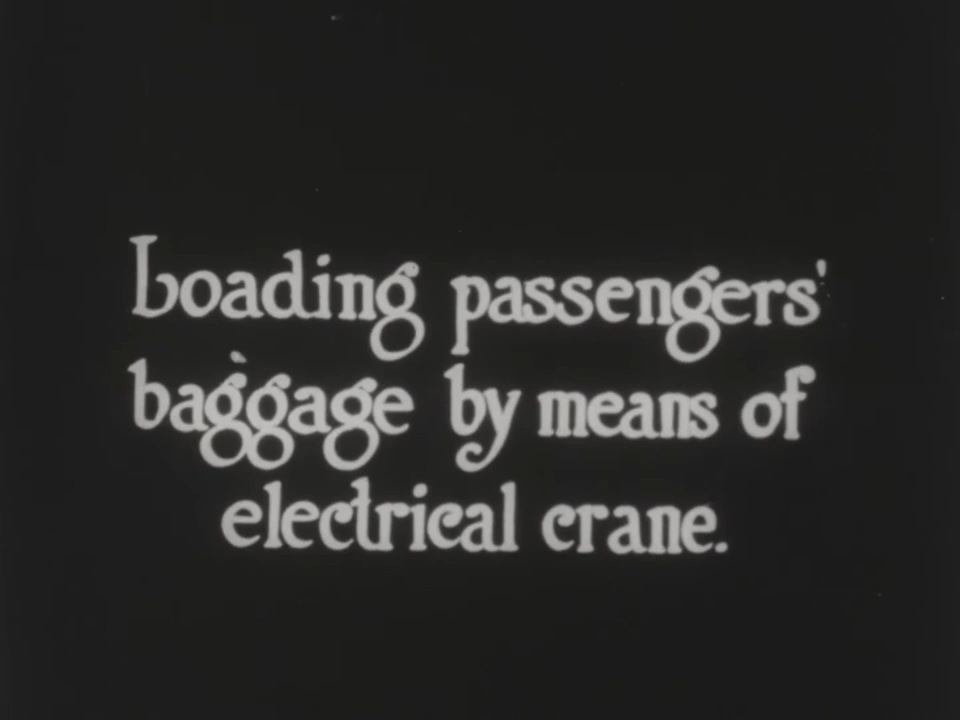 Loading passengers'
baggage by means of
electrical crane.